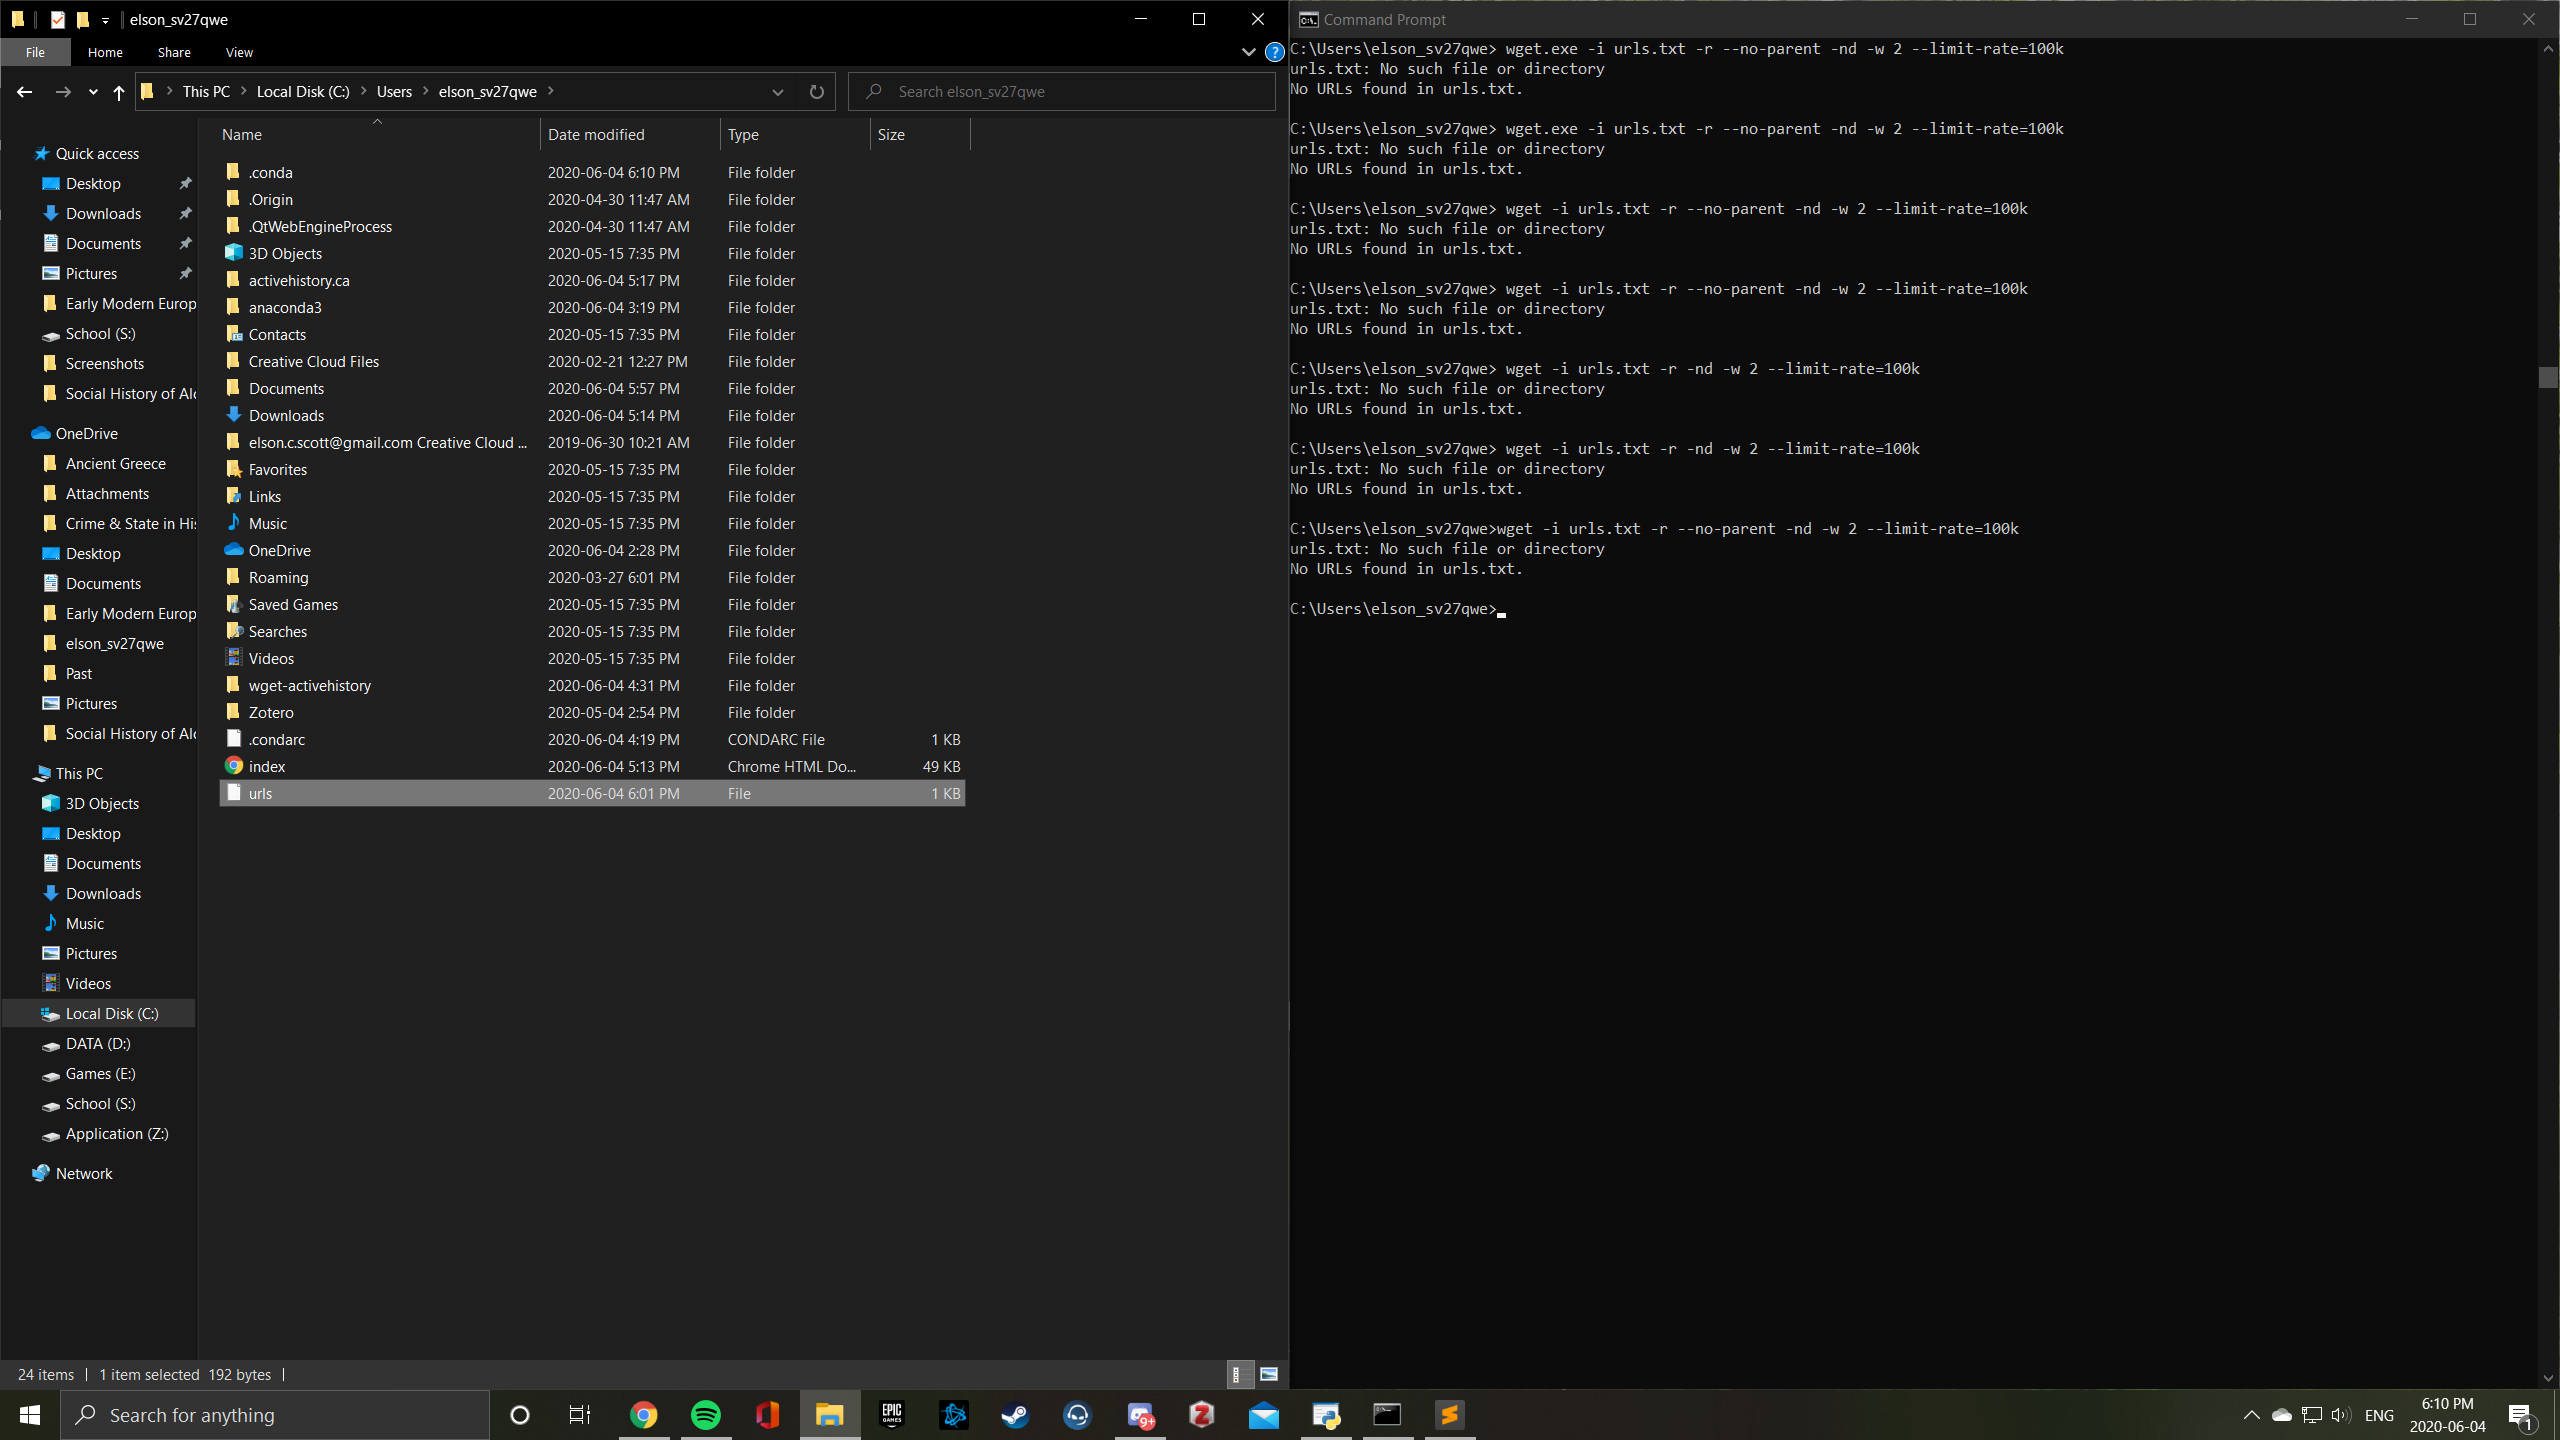 elson_sv27qwe
File Home Share View
This PC Local Disk (C:) Users elson_sv27qwe
Search elson_sv27qwe
Name Date modified Type Size
Quick access
Desktop
Downloads
Documents
Pictures
Early Modern Europ
School (S:)
Screenshots
Social History of Alc
OneDrive
Ancient Greece
Attachments
Crime & State in His
Desktop
Documents
Early Modern Europ
elson_sv27qwe
Past
Pictures
Social History of Alc
This PC
3D Objects
Desktop
Documents
Downloads
Music
Pictures
Videos
Local Disk (C:)
DATA (D:)
Games (E:)
School (S:)
Application (Z:)
Network
.conda 2020-06-04 6:10 PM File folder
.Origin 2020-04-30 11:47 AM File folder
.QtWebEngineProcess 2020-04-30 11:47 AM File folder
3D Objects 2020-05-15 7:35 PM File folder
activehistory.ca 2020-06-04 5:17 PM File folder
anaconda3 2020-06-04 3:19 PM File folder
Contacts 2020-05-15 7:35 PM File folder
Creative Cloud Files 2020-02-21 12:27 PM File folder
Documents 2020-06-04 5:57 PM File folder
Downloads 2020-06-04 5:14 PM File folder
elson.c.scott@gmail.com Creative Cloud ... 2019-06-30 10:21 AM File folder
Favorites 2020-05-15 7:35 PM File folder
Links 2020-05-15 7:35 PM File folder
Music 2020-05-15 7:35 PM File folder
OneDrive 2020-06-04 2:28 PM File folder
Roaming 2020-03-27 6:01 PM File folder
Saved Games 2020-05-15 7:35 PM File folder
Searches 2020-05-15 7:35 PM File folder
Videos 2020-05-15 7:35 PM File folder
wget-activehistory 2020-06-04 4:31 PM File folder
Zotero 2020-05-04 2:54 PM File folder
.condarc 2020-06-04 4:19 PM CONDARC File 1 KB
index 2020-06-04 5:13 PM Chrome HTML Do... 49 KB
urls 2020-06-04 6:01 PM File 1 KB
24 items 1 item selected 192 bytes
Command Prompt
C:\Users\elson_sv27qwe> wget.exe -i urls.txt -r --no-parent -nd -w 2 --limit-rate=100k
urls.txt: No such file or directory
No URLs found in urls.txt.
C:\Users\elson_sv27qwe> wget.exe -i urls.txt -r --no-parent -nd -w 2 --limit-rate=100k
urls.txt: No such file or directory
No URLs found in urls.txt.
C:\Users\elson_sv27qwe> wget -i urls.txt -r --no-parent -nd -w 2 --limit-rate=100k
urls.txt: No such file or directory
No URLs found in urls.txt.
C:\Users\elson_sv27qwe> wget -i urls.txt -r --no-parent -nd -w 2 --limit-rate=100k
urls.txt: No such file or directory
No URLs found in urls.txt.
C:\Users\elson_sv27qwe> wget -i urls.txt -r -nd -w 2 --limit-rate=100k
urls.txt: No such file or directory
No URLs found in urls.txt.
C:\Users\elson_sv27qwe> wget -i urls.txt -r -nd -w 2 --limit-rate=100k
urls.txt: No such file or directory
No URLs found in urls.txt.
C:\Users\elson_sv27qwe>wget -i urls.txt -r --no-parent -nd -w 2 --limit-rate=100k
urls.txt: No such file or directory
No URLs found in urls.txt.
C:\Users\elson_sv27qwe>
Search for anything
EPIC
GAMES
9+
ENG
6:10 PM
2020-06-04
1